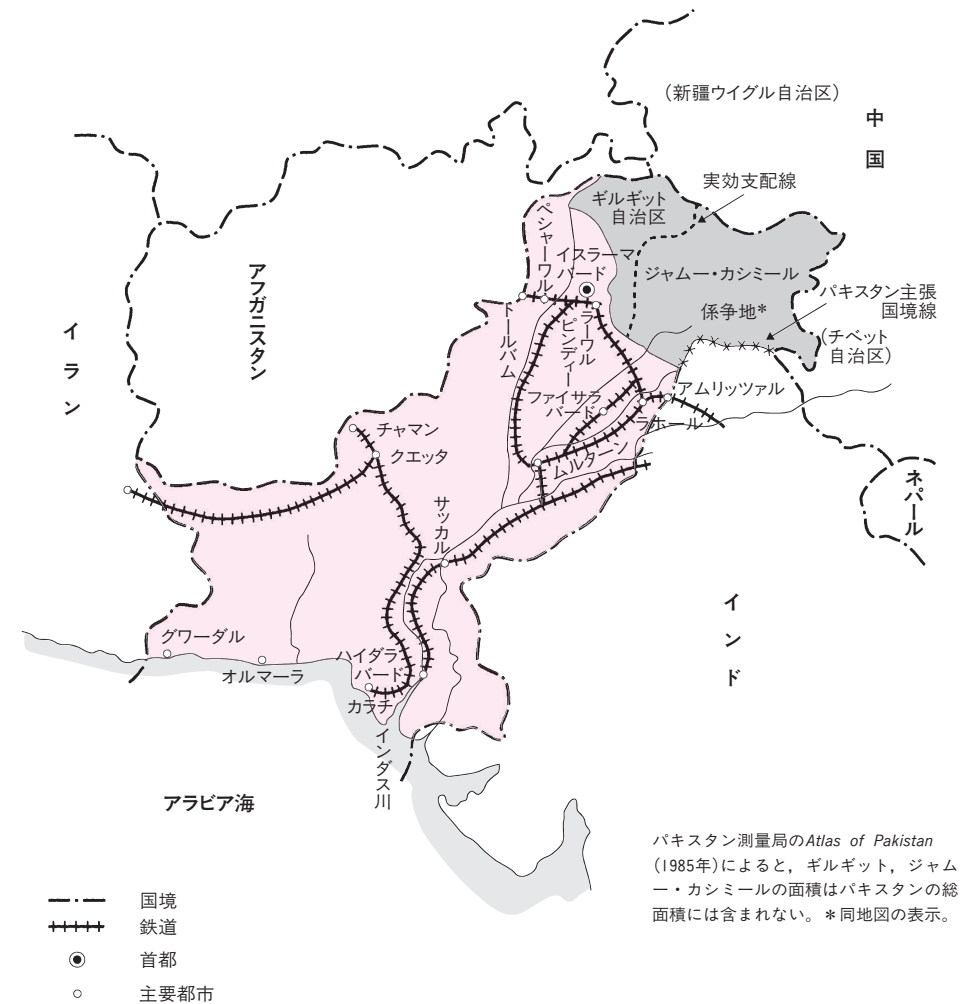 (新疆ウイグル自治区)
中国
実効支配線
ギルギット
自治区
ペシャーワル
イスラーマ
バード
ジャムー・カシミール
係争地*
パキスタン主張
国境線
(チベット
自治区)
アフガニスタン
イラン
トールハム
ラーワル
ピンディー
ファイサラ
バード
アムリッツァル
ラホール
ムルターン
チャマン
クエッタ
サッカル
ネパール
インド
グワーダル
オルマーラ
ハイダラ
バード
カラチ
インダス川
アラビア海
パキスタン測量局のAtlas of Pakistan
(1985年)によると,ギルギット,ジャム
ー・カシミールの面積はパキスタンの総
面積には含まれない。*同地図の表示。
国境
鉄道
首都
主要都市